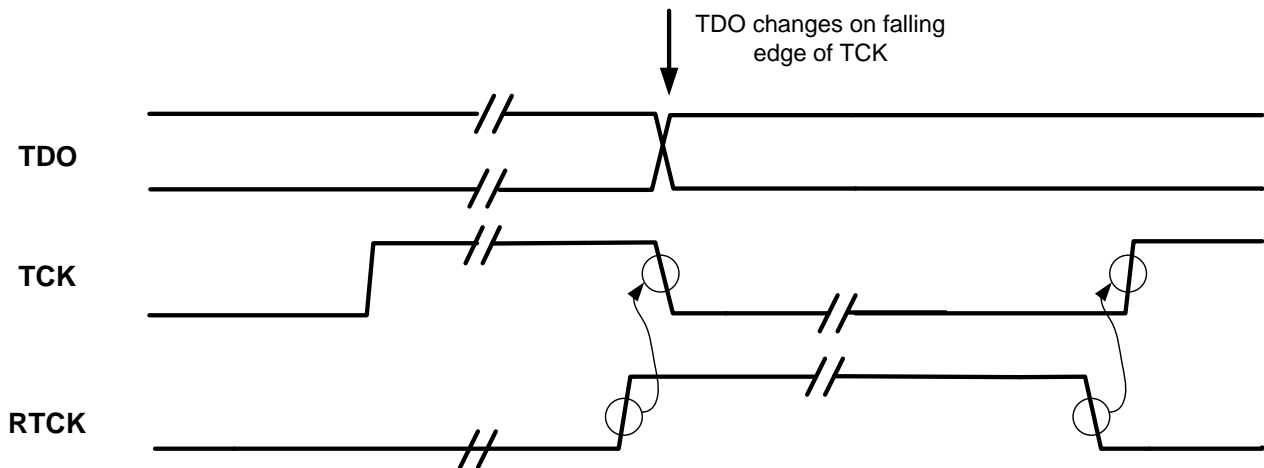 TDO changes on falling
edge of TCK
TDO
TCK
RTCK